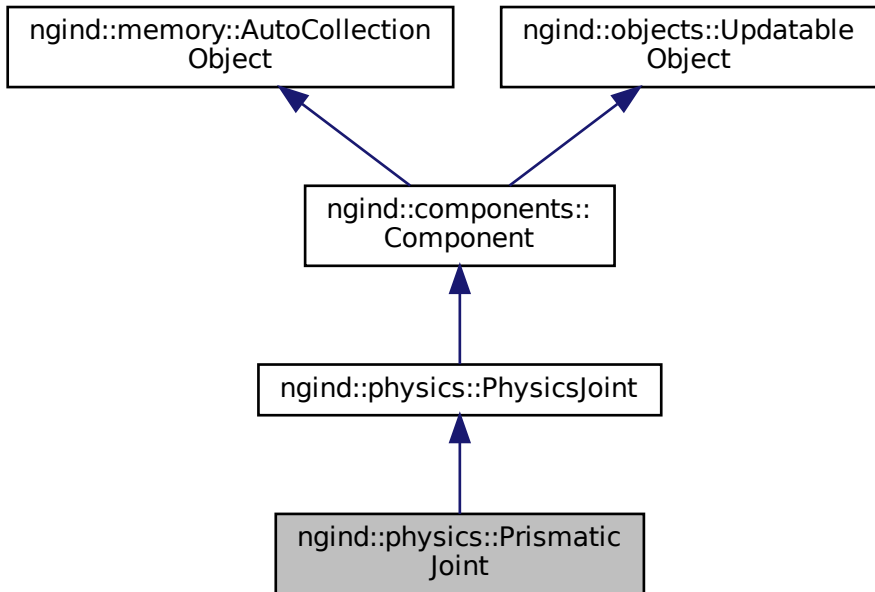 ngind::memory::AutoCollection
Object
ngind::objects::Updatable
Object
ngind::components::
Component
ngind::physics::PhysicsJoint
ngind::physics::Prismatic
Joint